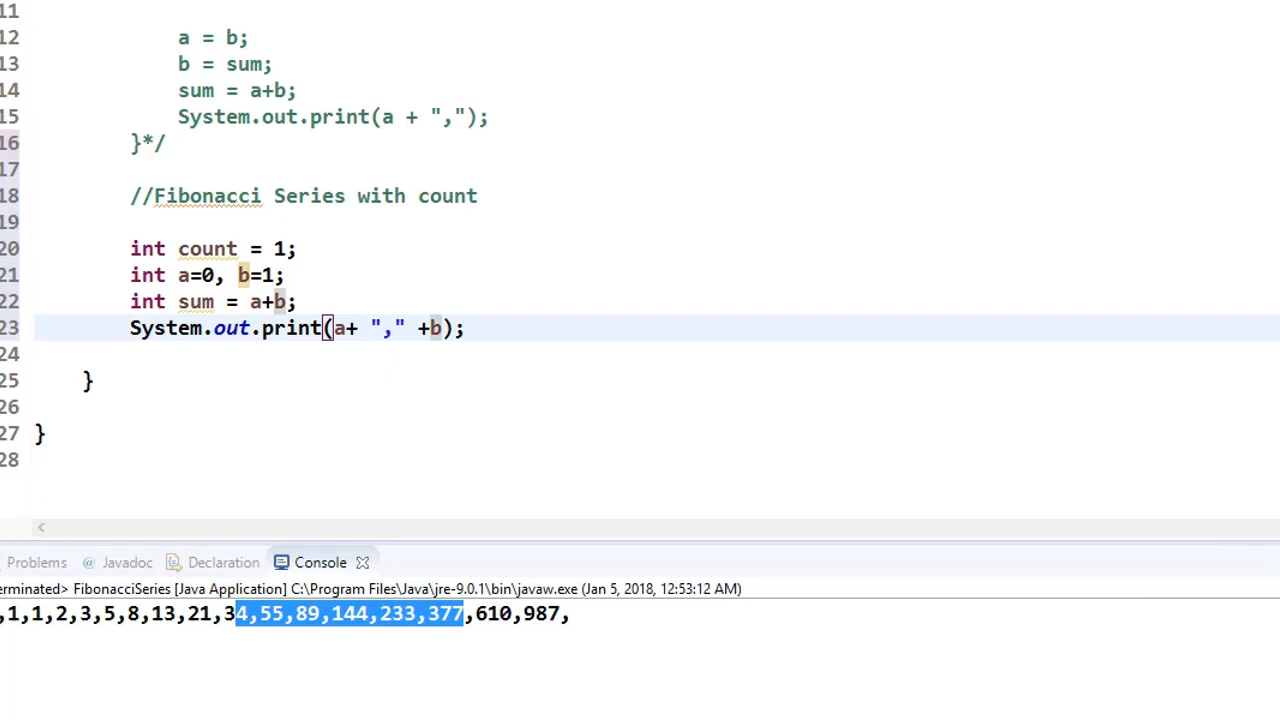 11
12 a = b;
13 b = sum;
14 sum = a+b;
15 System.out.print(a + ",");
16 }*/
17
18 //Fibonacci Series with count
19
20 int count = 1;
21 int a=0, b=1;
22 int sum = a+b;
23 System.out.print(a+ "," +b);
24
25 }
26
27 }
28
Problems @ Javadoc Declaration Console
erminated> FibonacciSeries [Java Application] C:\Program Files\Java\jre-9.0.1\bin\javaw.exe (Jan 5, 2018, 12:53:12 AM)
,1,1,2,3,5,8,13,21,34,55,89,144,233,377,610,987,